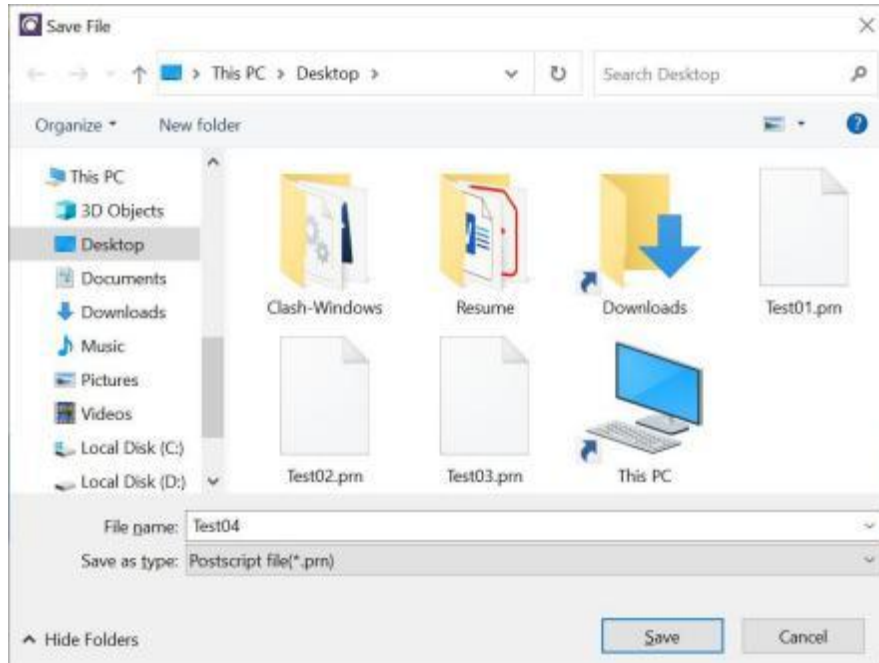 Save File
This PC > Desktop >
Search Desktop
Organize
New folder
This PC
3D Objects
Desktop
Documents
Downloads
Music
Pictures
Videos
Local Disk (C:)
Local Disk (D:)
Clash-Windows
Resume
Downloads
Test01.prn
Test02.prn
Test03.prn
This PC
File name: Test04
Save as type: Postscript file(*.prn)
Hide Folders
Save
Cancel